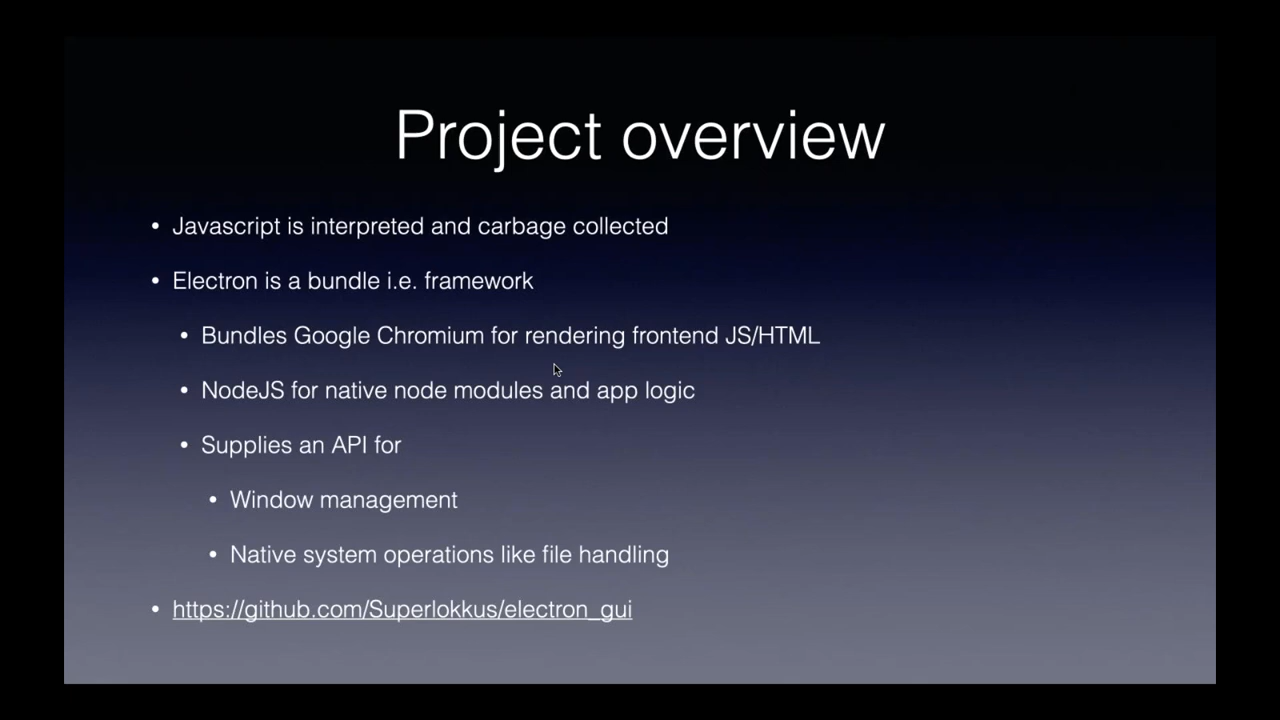 Project overview
• Javascript is interpreted and carbage collected
• Electron is a bundle i.e. framework
• Bundles Google Chromium for rendering frontend JS/HTML
• NodeJS for native node modules and app logic
• Supplies an API for
• Window management
• Native system operations like file handling
• https://github.com/Superlokkus/electron_gui